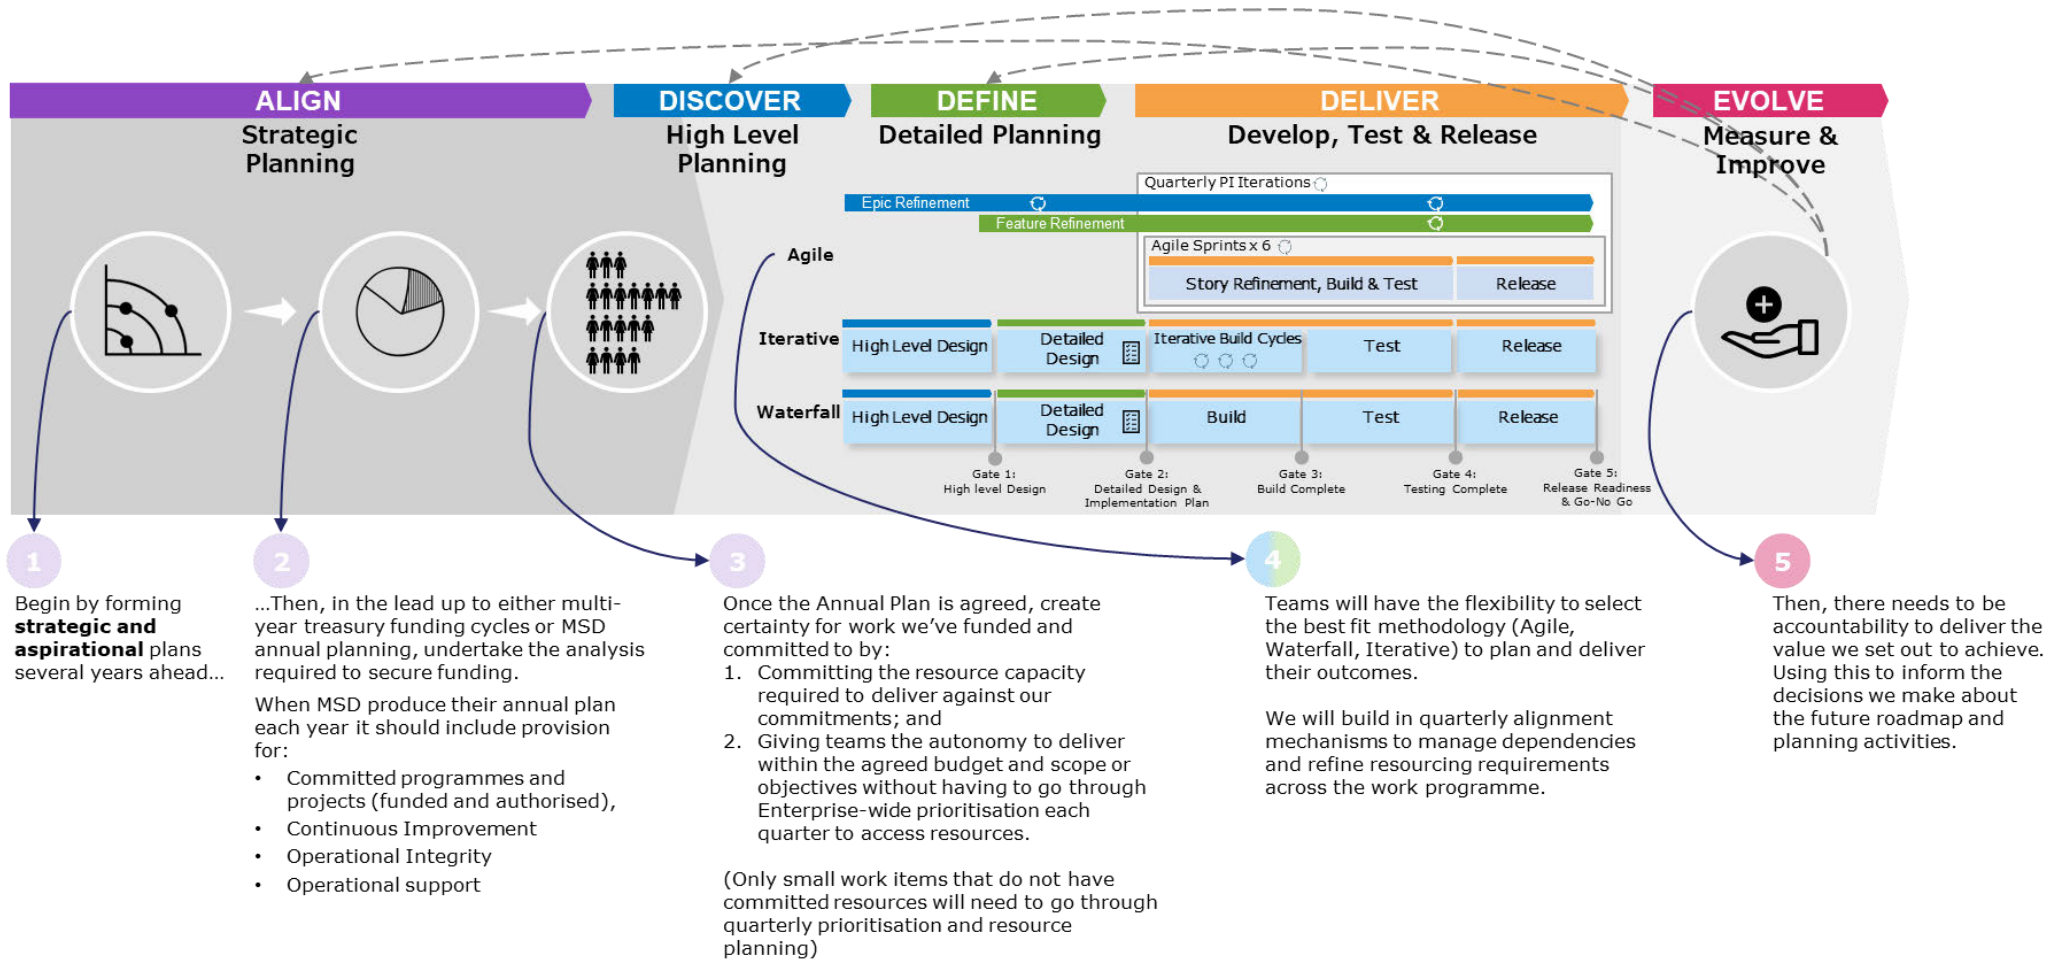 ALIGN
Strategic
Planning
DISCOVER
High Level
Planning
DEFINE
Detailed Planning
DELIVER
Develop, Test & Release
EVOLVE
Measure &
Improve
Quarterly PI Iterations
Epic Refinement
Feature Refinement
Agile
Agile Sprints x 6
Story Refinement, Build & Test
Release
Iterative
High Level Design
Detailed
Design
Iterative Build Cycles
Test
Release
Waterfall
High Level Design
Detailed
Design
Build
Test
Release
Gate 1:
High level Design
Gate 2:
Detailed Design &
Implementation Plan
Gate 3:
Build Complete
Gate 4:
Testing Complete
Gate 5:
Release Readiness
& Go-No Go
1
Begin by forming
strategic and
aspirational plans
several years ahead...
2
...Then, in the lead up to either multi-
year treasury funding cycles or MSD
annual planning, undertake the analysis
required to secure funding.
When MSD produce their annual plan
each year it should include provision
for:
• Committed programmes and
projects (funded and authorised),
• Continuous Improvement
• Operational Integrity
• Operational support
3
Once the Annual Plan is agreed, create
certainty for work we've funded and
committed to by:
1. Committing the resource capacity
required to deliver against our
commitments; and
2. Giving teams the autonomy to deliver
within the agreed budget and scope or
objectives without having to go through
Enterprise-wide prioritisation each
quarter to access resources.
(Only small work items that do not have
committed resources will need to go through
quarterly prioritisation and resource
planning)
4
Teams will have the flexibility to select
the best fit methodology (Agile,
Waterfall, Iterative) to plan and deliver
their outcomes.
We will build in quarterly alignment
mechanisms to manage dependencies
and refine resourcing requirements
across the work programme.
5
Then, there needs to be
accountability to deliver the
value we set out to achieve.
Using this to inform the
decisions we make about
the future roadmap and
planning activities.